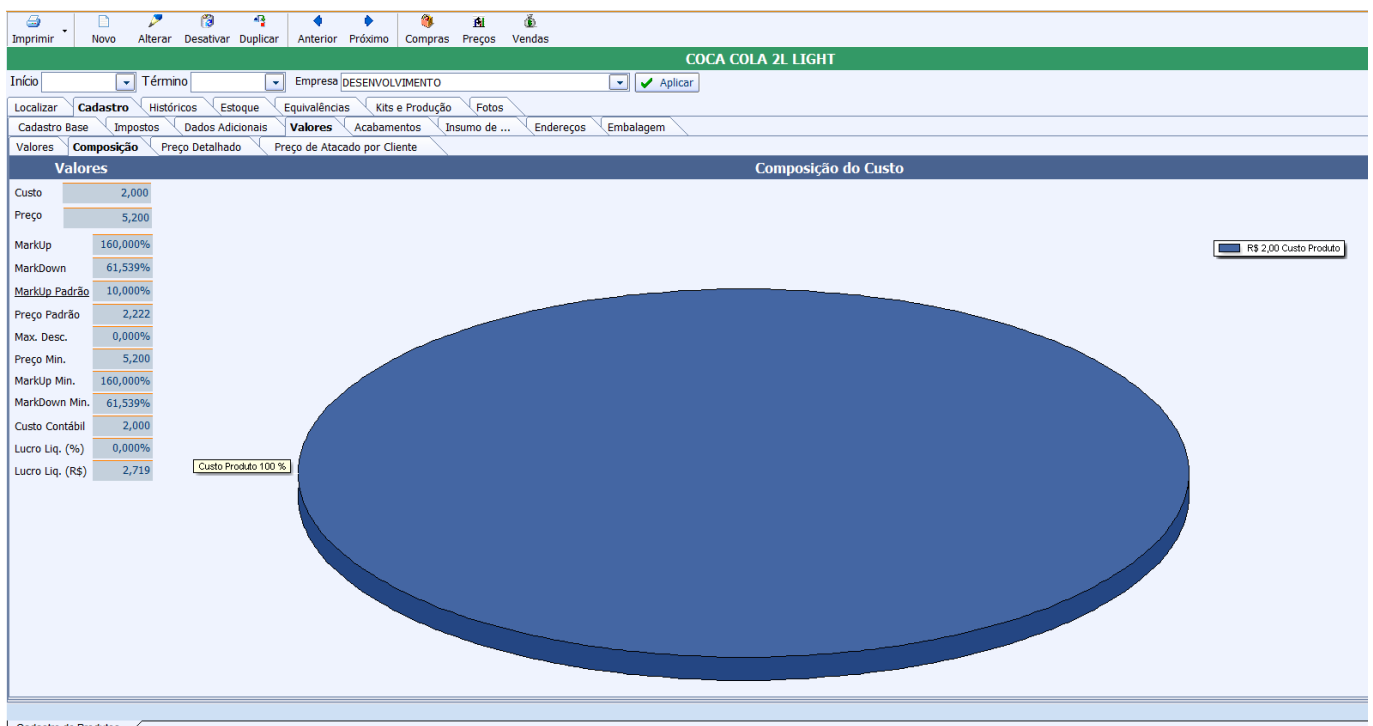 Imprimir Novo Alterar Desativar Duplicar Anterior Próximo Compras Preços Vendas
COCA COLA 2L LIGHT
Início Término Empresa DESENVOLVIMENTO Aplicar
Localizar Cadastro Históricos Estoque Equivalências Kits e Produção Fotos
Cadastro Base Impostos Dados Adicionais Valores Acabamentos Insumo de ... Endereços Embalagem
Valores Composição Preço Detalhado Preço de Atacado por Cliente
Valores Composição do Custo
Custo 2,000
Preço 5,200
MarkUp 160,000%
R$ 2,00 Custo Produto
MarkDown 61,539%
MarkUp Padrão 10,000%
Preço Padrão 2,222
Max. Desc. 0,000%
Preço Min. 5,200
MarkUp Min. 160,000%
MarkDown Min. 61,539%
Custo Contábil 2,000
Lucro Liq. (%) 0,000%
Lucro Liq. (R$) 2,719
Custo Produto 100 %
Cadastro de Produtos